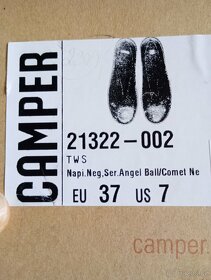 CAMPER
21322-002
TWS
Napi.Neg,Ser.Angel Ball/Comet Ne
EU 37 US 7
camper.